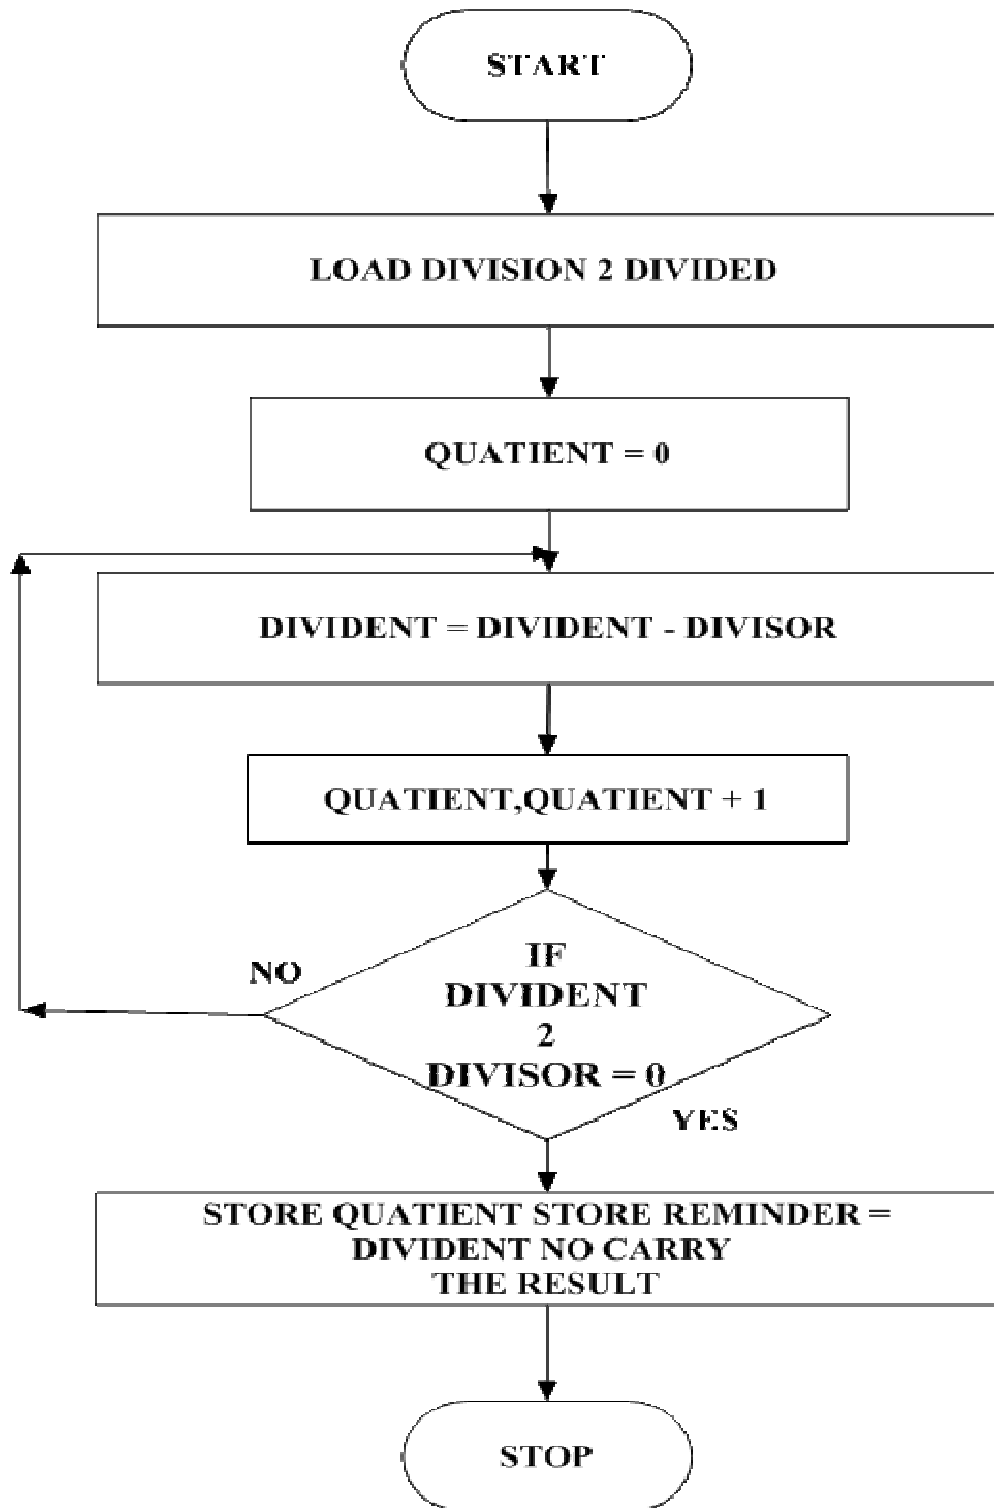 START
LOAD DIVISION 2 DIVIDED
QUATIENT = 0
DIVIDENT = DIVIDENT - DIVISOR
QUATIENT,QUATIENT + 1
IF
DIVIDENT
2
DIVISOR = 0
NO
YES
STORE QUATIENT STORE REMINDER =
DIVIDENT NO CARRY
THE RESULT
STOP